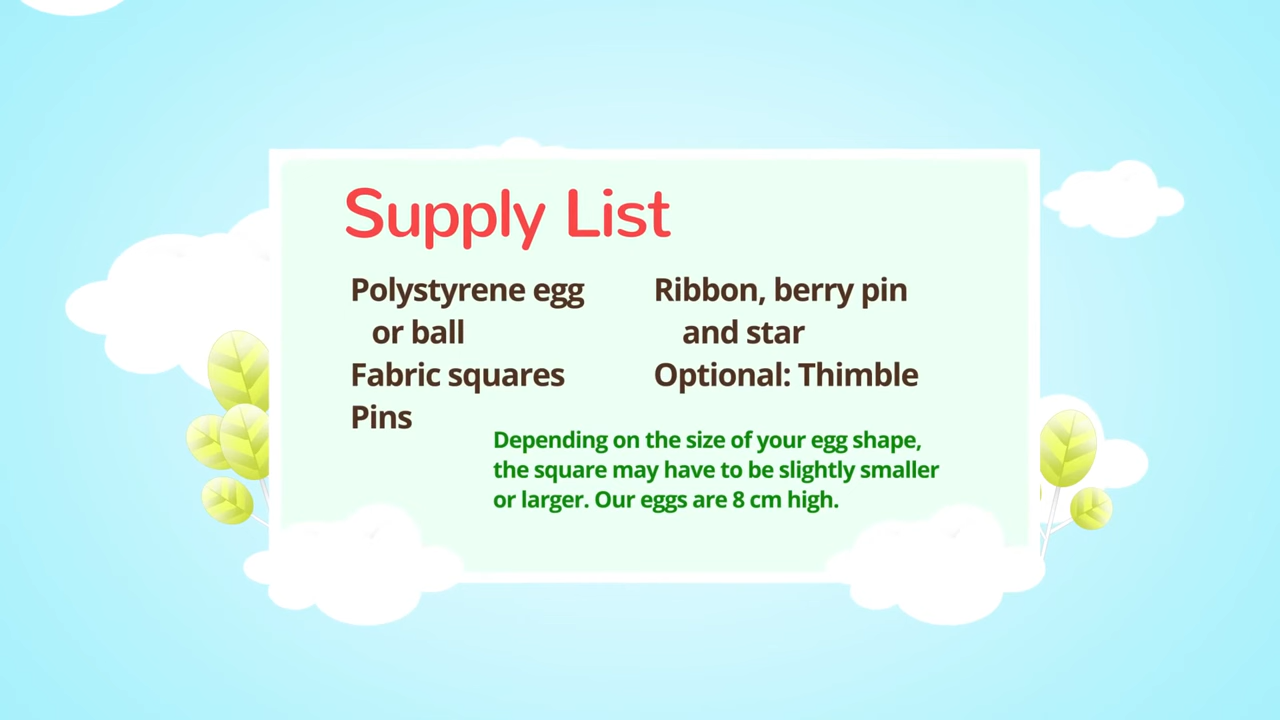 Supply List
Polystyrene egg
or ball
Fabric squares
Pins
Ribbon, berry pin
and star
Optional: Thimble
Depending on the size of your egg shape,
the square may have to be slightly smaller
or larger. Our eggs are 8 cm high.